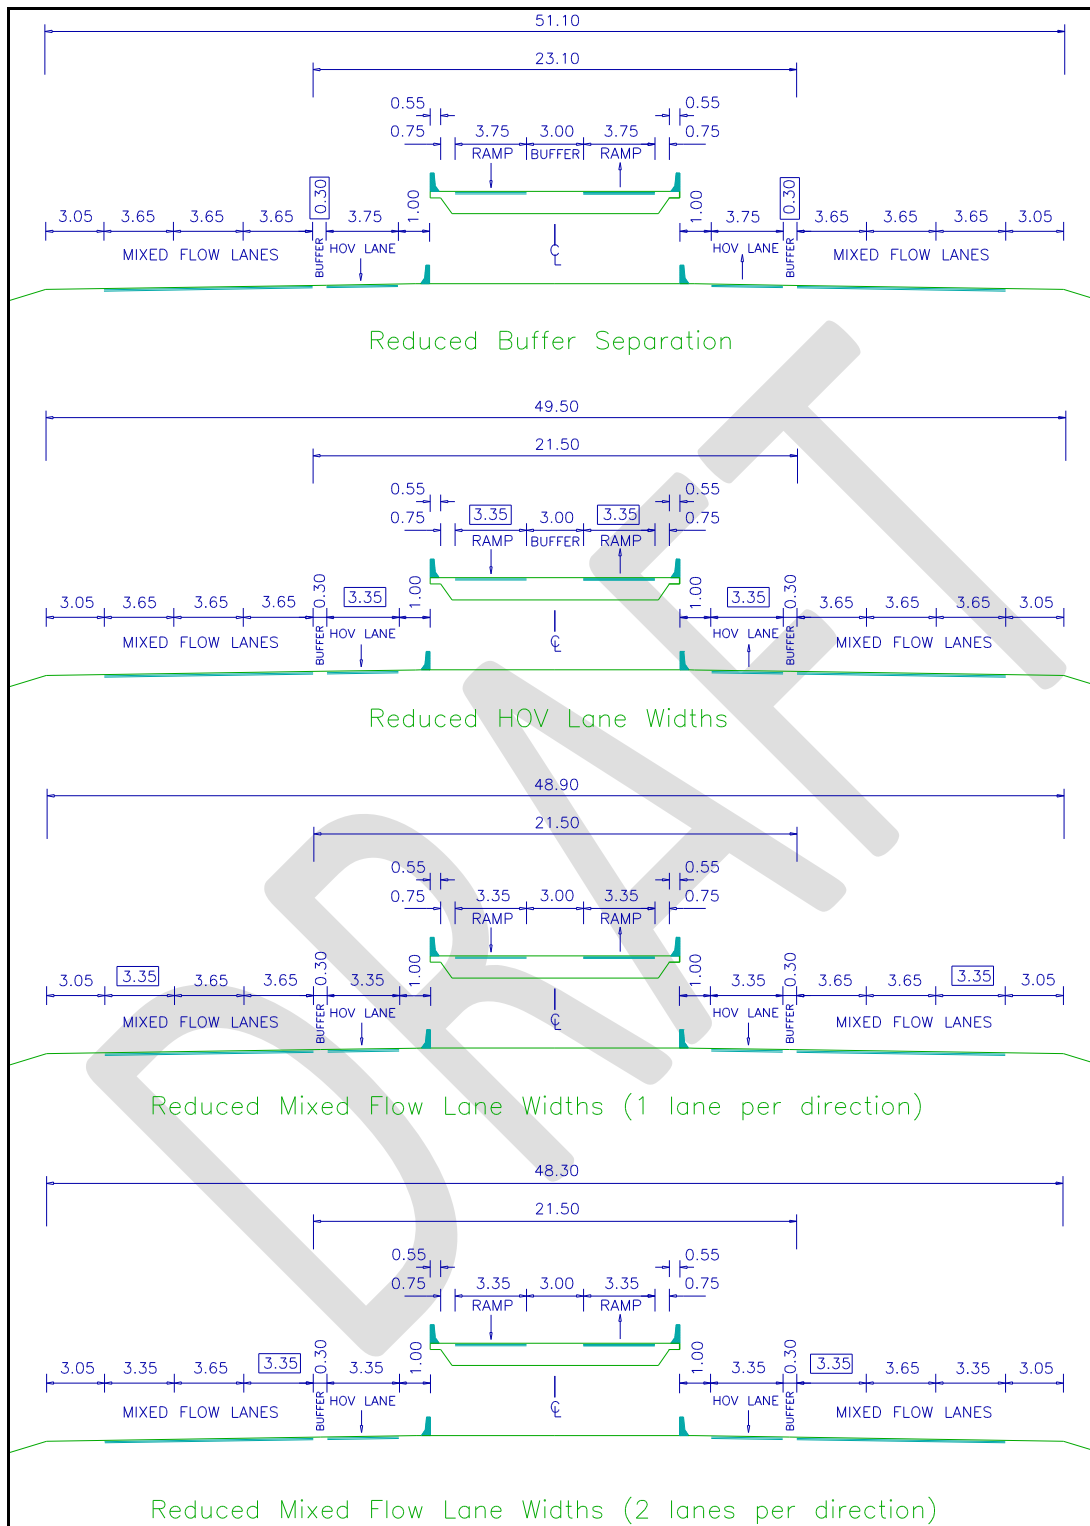 51.10
23.10
0.55 0.55
0.75 3.75 3.00 3.75 0.75
RAMP BUFFER RAMP
3.05 3.65 3.65 3.65 0.30 3.75 1.00 1.00 3.75 0.30 3.65 3.65 3.65 3.05
MIXED FLOW LANES BUFFER HOV LANE CL HOV LANE BUFFER MIXED FLOW LANES
Reduced Buffer Separation
49.50
21.50
0.55 0.55
0.75 3.35 3.00 3.35 0.75
RAMP BUFFER RAMP
3.05 3.65 3.65 3.65 0.30 3.35 1.00 1.00 3.35 0.30 3.65 3.65 3.65 3.05
MIXED FLOW LANES BUFFER HOV LANE CL HOV LANE BUFFER MIXED FLOW LANES
Reduced HOV Lane Widths
48.90
21.50
0.55 0.55
0.75 3.35 3.00 3.35 0.75
RAMP RAMP
3.05 3.35 3.65 3.65 0.30 3.35 1.00 1.00 3.35 0.30 3.65 3.65 3.35 3.05
MIXED FLOW LANES BUFFER HOV LANE CL HOV LANE BUFFER MIXED FLOW LANES
Reduced Mixed Flow Lane Widths (1 lane per direction)
48.30
21.50
0.55 0.55
0.75 3.35 3.00 3.35 0.75
RAMP RAMP
3.05 3.35 3.65 3.35 0.30 3.35 1.00 1.00 3.35 0.30 3.35 3.65 3.35 3.05
MIXED FLOW LANES BUFFER HOV LANE CL HOV LANE BUFFER MIXED FLOW LANES
Reduced Mixed Flow Lane Widths (2 lanes per direction)
DRAFT